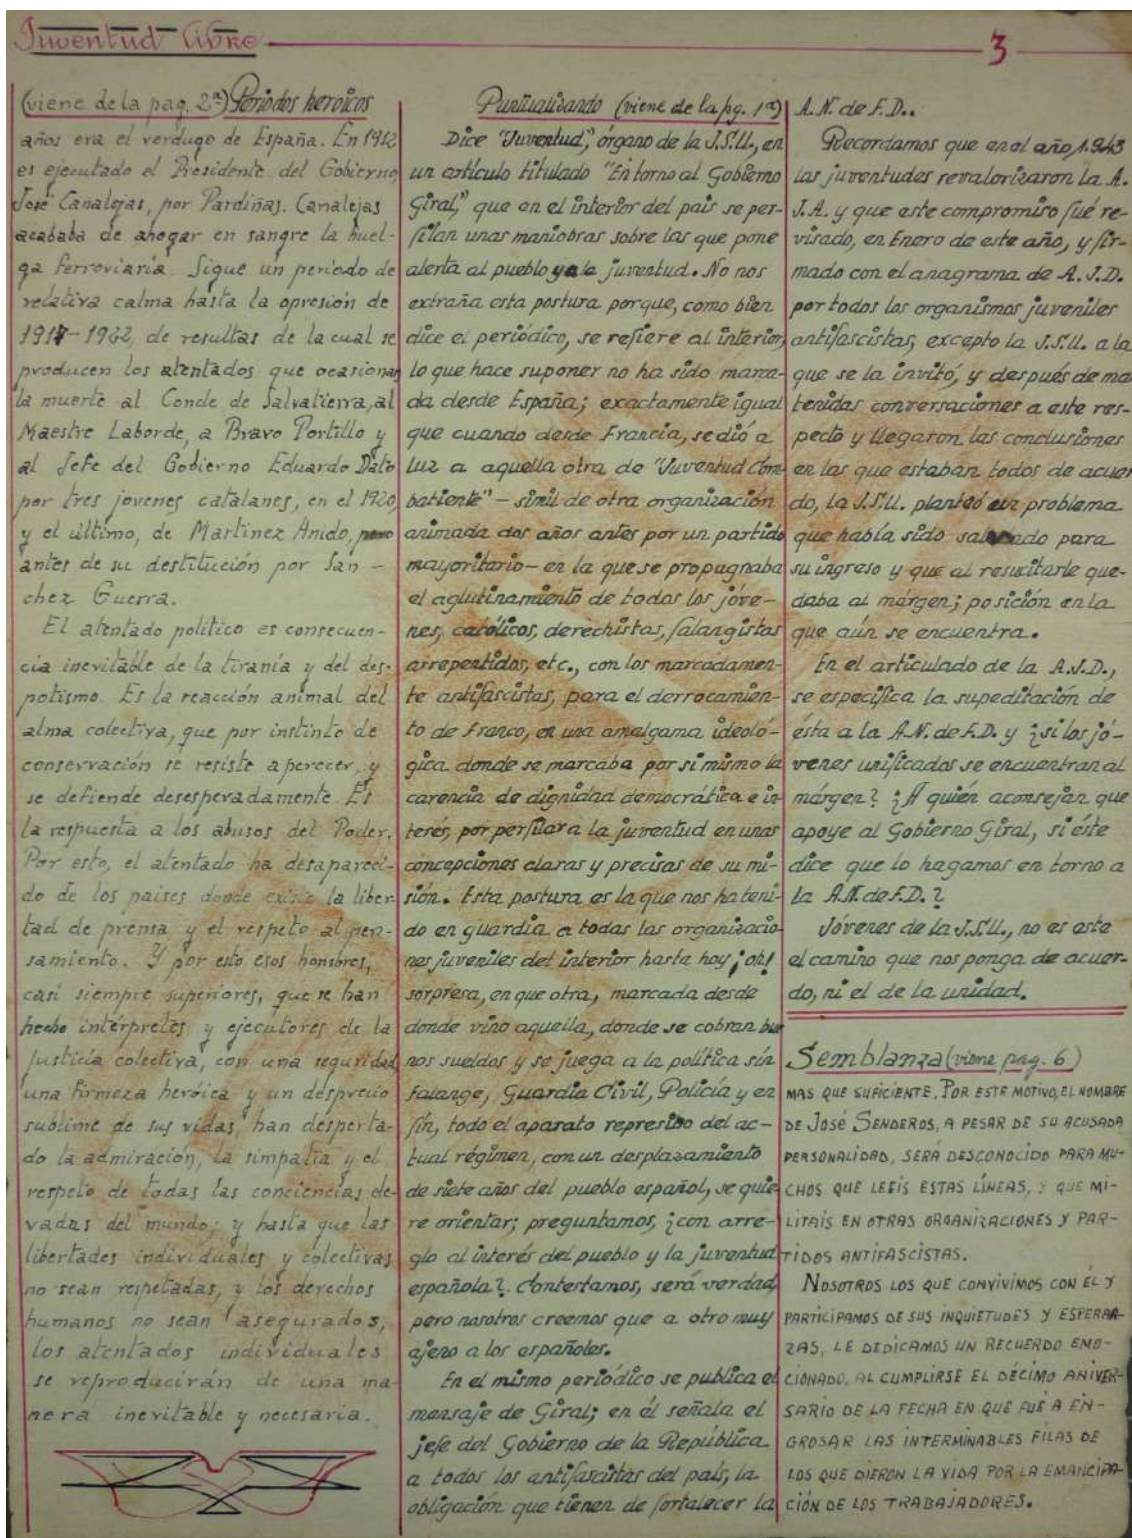 Juventud libre
3
(viene de la pag. 2ª) Periodos heroicos
años era el verdugo de España. En 1912
es ejecutado el Presidente del Gobierno
José Canalejas, por Pardiñas. Canalejas
acababa de ahogar en sangre la huel-
ga ferroviaria. Sigue un periodo de
relativa calma hasta la opresión de
1917-1922, de resultas de la cual se
producen los atentados que ocasionan
la muerte al Conde de Salvatierra, al
Maestre Laborde, a Bravo Portillo y
al Jefe del Gobierno Eduardo Dato
por tres jovenes catalanes, en el 1920,
y el último, de Martinez Anido, pero
antes de su destitución por San-
chez Guerra.
El atentado politico es consecuen-
cia inevitable de la tiranía y del des-
potismo. Es la reacción animal del
alma colectiva, que por instinto de
conservación se resiste a perecer, y
se defiende desesperadamente. Es
la respuesta a los abusos del Poder.
Por esto, el atentado ha desapareci-
do de los paises donde existe la liber-
tad de prensa y el respeto al pen-
samiento. Y por esto esos hombres,
casi siempre superiores, que se han
hecho intérpretes y ejecutores de la
justicia colectiva, con una seguridad,
una firmeza heróica y un desprecio
sublime de sus vidas, han desperta-
do la admiración, la simpatía y el
respeto de todas las conciencias ele-
vadas del mundo; y hasta que las
libertades individuales y colectivas
no sean respetadas, y los derechos
humanos no sean asegurados,
los atentados individuales
se reproducirán de una ma-
nera inevitable y necesaria.
Puntualizando (viene de la pg. 1ª)
Dice "Juventud", órgano de la J.S.U., en
un artículo titulado "En torno al Gobierno
Giral," que en el interior del pais se per-
filan unas maniobras sobre las que pone
alerta al pueblo y a la juventud. No nos
extraña esta postura porque, como bien
dice el periódico, se refiere al interior,
lo que hace suponer no ha sido marca-
da desde España; exactamente igual
que cuando desde Francia, se dió a
luz a aquella otra de "Juventud Com-
batiente" - simil de otra organización
animada dos años antes por un partido
mayoritario - en la que se propugnaba
el aglutinamiento de todos los jóve-
nes, católicos, derechistas, falangistas
arrepentidos, etc., con los marcadamen-
te antifascistas, para el derrocamien-
to de Franco, en una amalgama ideoló-
gica donde se marcaba por si mismo la
carencia de dignidad democrática e in-
terés, por perfilar a la juventud en unas
concepciones claras y precisas de su mi-
sión. Esta postura es la que nos ha teni-
do en guardia a todas las organizacio-
nes juveniles del interior hasta hoy ¡oh!
sorpresa, en que otra, marcada desde
donde vino aquella, donde se cobran bue
nos sueldos y se juega a la política sin
Falange, Guardia Civil, Policía y en
fín, todo el aparato represivo del ac-
tual régimen, con un desplazamiento
de siete años del pueblo español, se quie
re orientar; preguntamos, ¿con arre-
glo al interés del pueblo y la juventud
española?. Contestamos, será verdad,
pero nosotros creemos que a otro muy
ajeno a los españoles.
En el mismo periódico se publica el
mensaje de Giral; en él señala el
jefe del Gobierno de la República
a todos los antifascistas del país, la
obligación que tienen de fortalecer la
A.N. de F.D..
Recordamos que en el año 1.943
las juventudes revalorizaron la A.
J.A. y que este compromiso fué re-
visado, en Enero de este año, y fir-
mado con el anagrama de A.J.D.
por todos los organismos juveniles
antifascistas, excepto la J.S.U. a la
que se la invitó, y después de man
tenidas conversaciones a este res-
pecto y llegaron las conclusiones
en las que estaban todos de acuer
do, la J.S.U. planteó un problema
que había sido salvado para
su ingreso y que al resucitarle que-
daba al márgen; posición en la
que aún se encuentra.
En el articulado de la A.J.D.,
se especifica la supeditación de
ésta a la A.N. de F.D. y ¿si los jó-
venes unificados se encuentran al
márgen? ¿A quién aconsejan que
apoye al Gobierno Giral, si éste
dice que lo hagamos en torno a
la A.N. de F.D.?
Jóvenes de la J.S.U., no es este
el camino que nos ponga de acuer-
do, ni el de la unidad.
Semblanza (viene pag. 6)
MAS QUE SUFICIENTE. POR ESTE MOTIVO, EL NOMBRE
DE JOSÉ SENDEROS, A PESAR DE SU ACUSADA
PERSONALIDAD, SERÁ DESCONOCIDO PARA MU-
CHOS QUE LEEIS ESTAS LÍNEAS, Y QUE MI-
LITAIS EN OTRAS ORGANIZACIONES Y PAR-
TIDOS ANTIFASCISTAS.
NOSOTROS LOS QUE CONVIVIMOS CON ÉL Y
PARTICIPAMOS DE SUS INQUIETUDES Y ESPERAN-
ZAS, LE DEDICAMOS UN RECUERDO EMO-
CIONADO, AL CUMPLIRSE EL DÉCIMO ANIVER-
SARIO DE LA FECHA EN QUE FUÉ A EN-
GROSAR LAS INTERMINABLES FILAS DE
LOS QUE DIERON LA VIDA POR LA EMANCIPA-
CIÓN DE LOS TRABAJADORES.